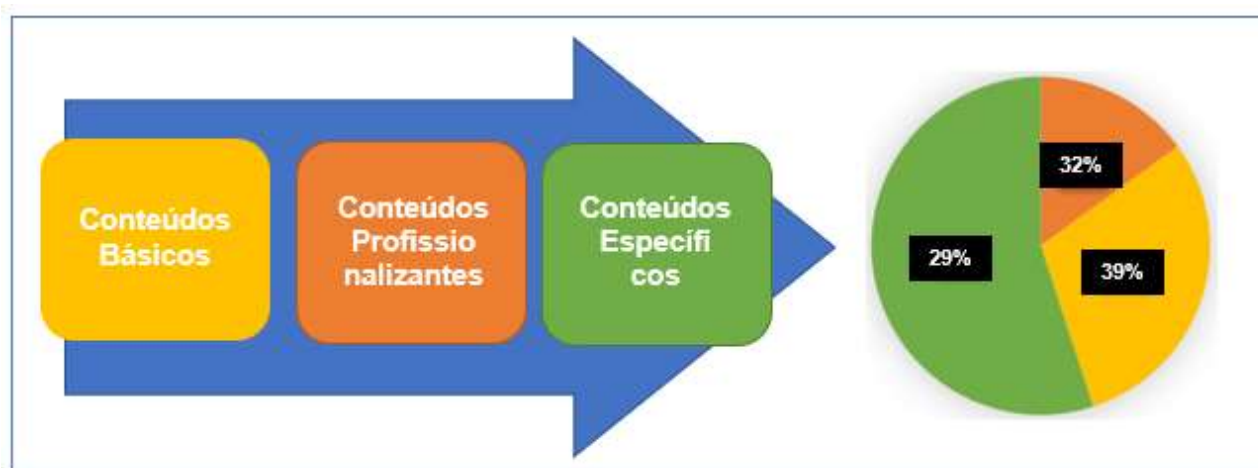 Conteúdos
Básicos
Conteúdos
Profissio
nalizantes
Conteúdos
Específi
cos
32%
29%
39%